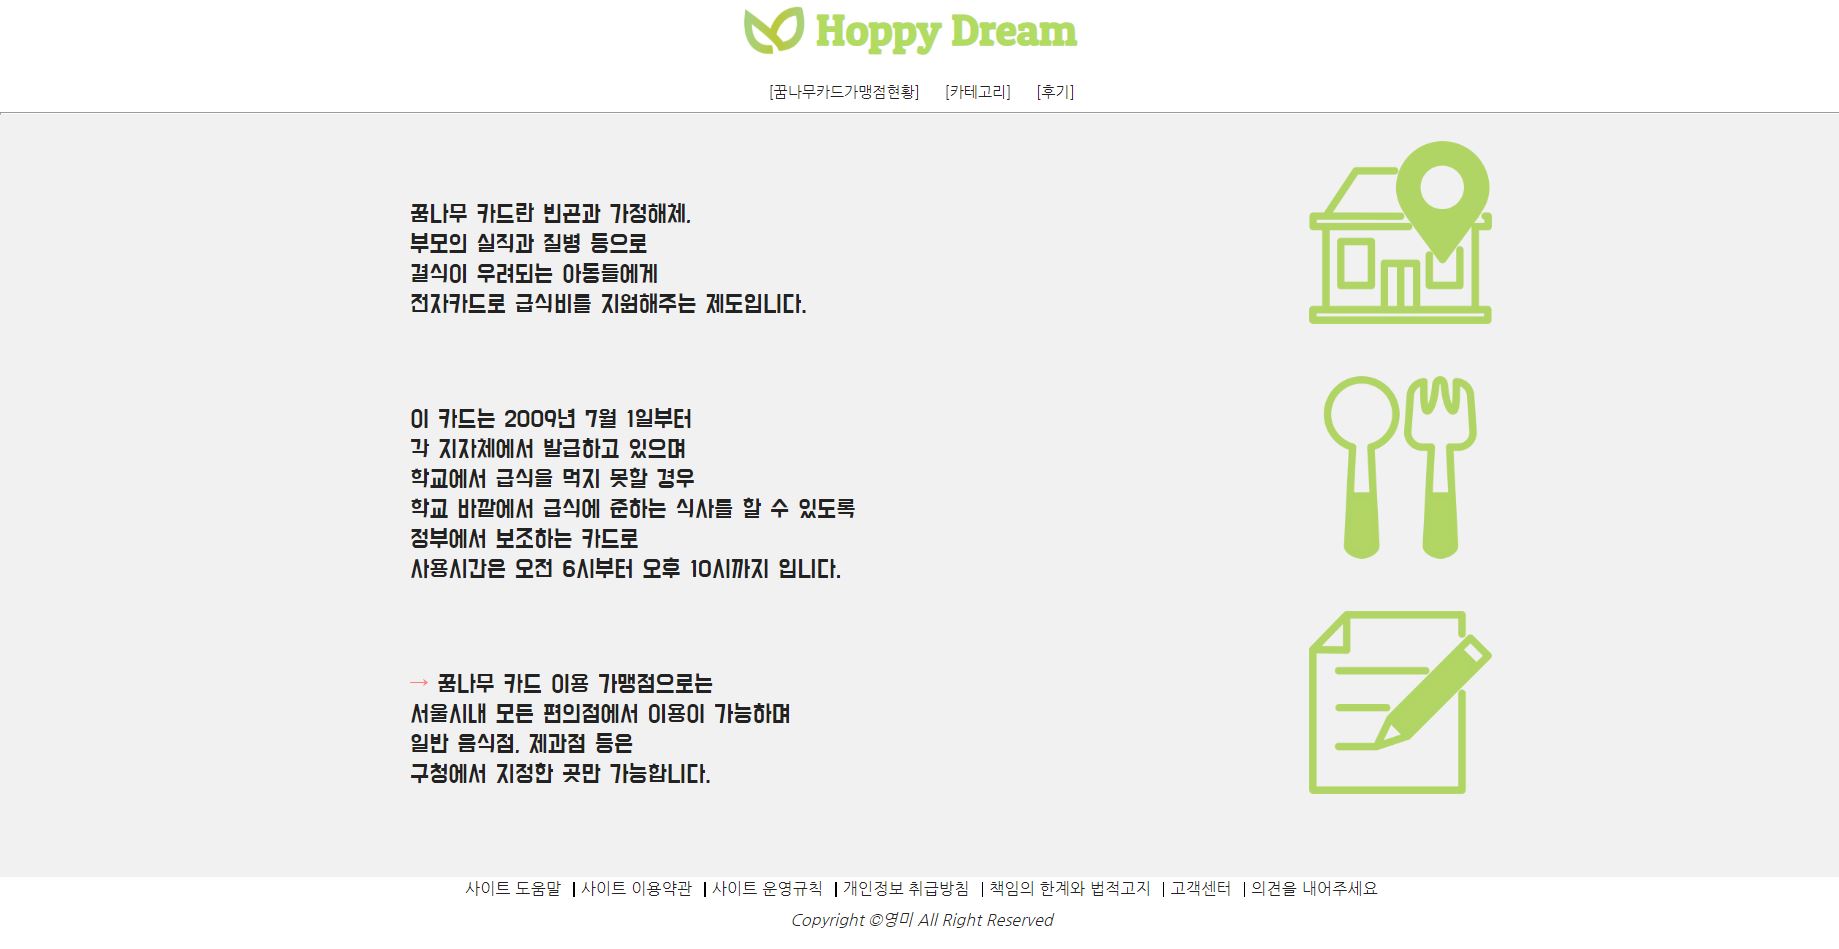 Hoppy Dream
[꿈나무카드가맹점현황] [카테고리] [후기]
꿈나무 카드란 빈곤과 가정해체,
부모의 실직과 질병 등으로
결식이 우려되는 아동들에게
전자카드로 급식비를 지원해주는 제도입니다.
이 카드는 2009년 7월 1일부터
각 지자체에서 발급하고 있으며
학교에서 급식을 먹지 못할 경우
학교 바깥에서 급식에 준하는 식사를 할 수 있도록
정부에서 보조하는 카드로
사용시간은 오전 6시부터 오후 10시까지 입니다.
→ 꿈나무 카드 이용 가맹점으로는
서울시내 모든 편의점에서 이용이 가능하며
일반 음식점, 제과점 등은
구청에서 지정한 곳만 가능합니다.
사이트 도움말 | 사이트 이용약관 | 사이트 운영규칙 | 개인정보 취급방침 | 책임의 한계와 법적고지 | 고객센터 | 의견을 내어주세요
Copyright ©영미 All Right Reserved